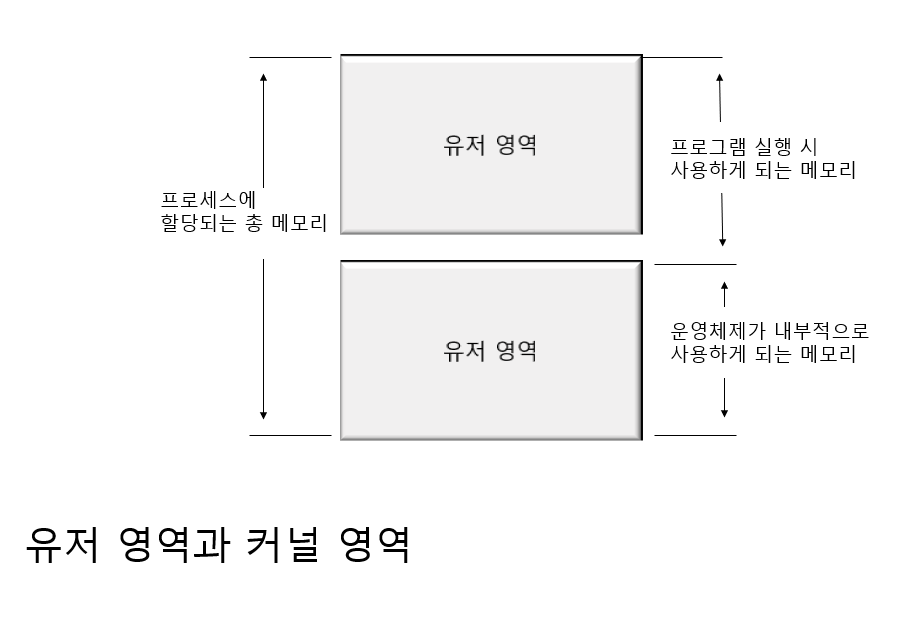 유저 영역
프로그램 실행 시
사용하게 되는 메모리
프로세스에
할당되는 총 메모리
유저 영역
운영체제가 내부적으로
사용하게 되는 메모리
유저 영역과 커널 영역